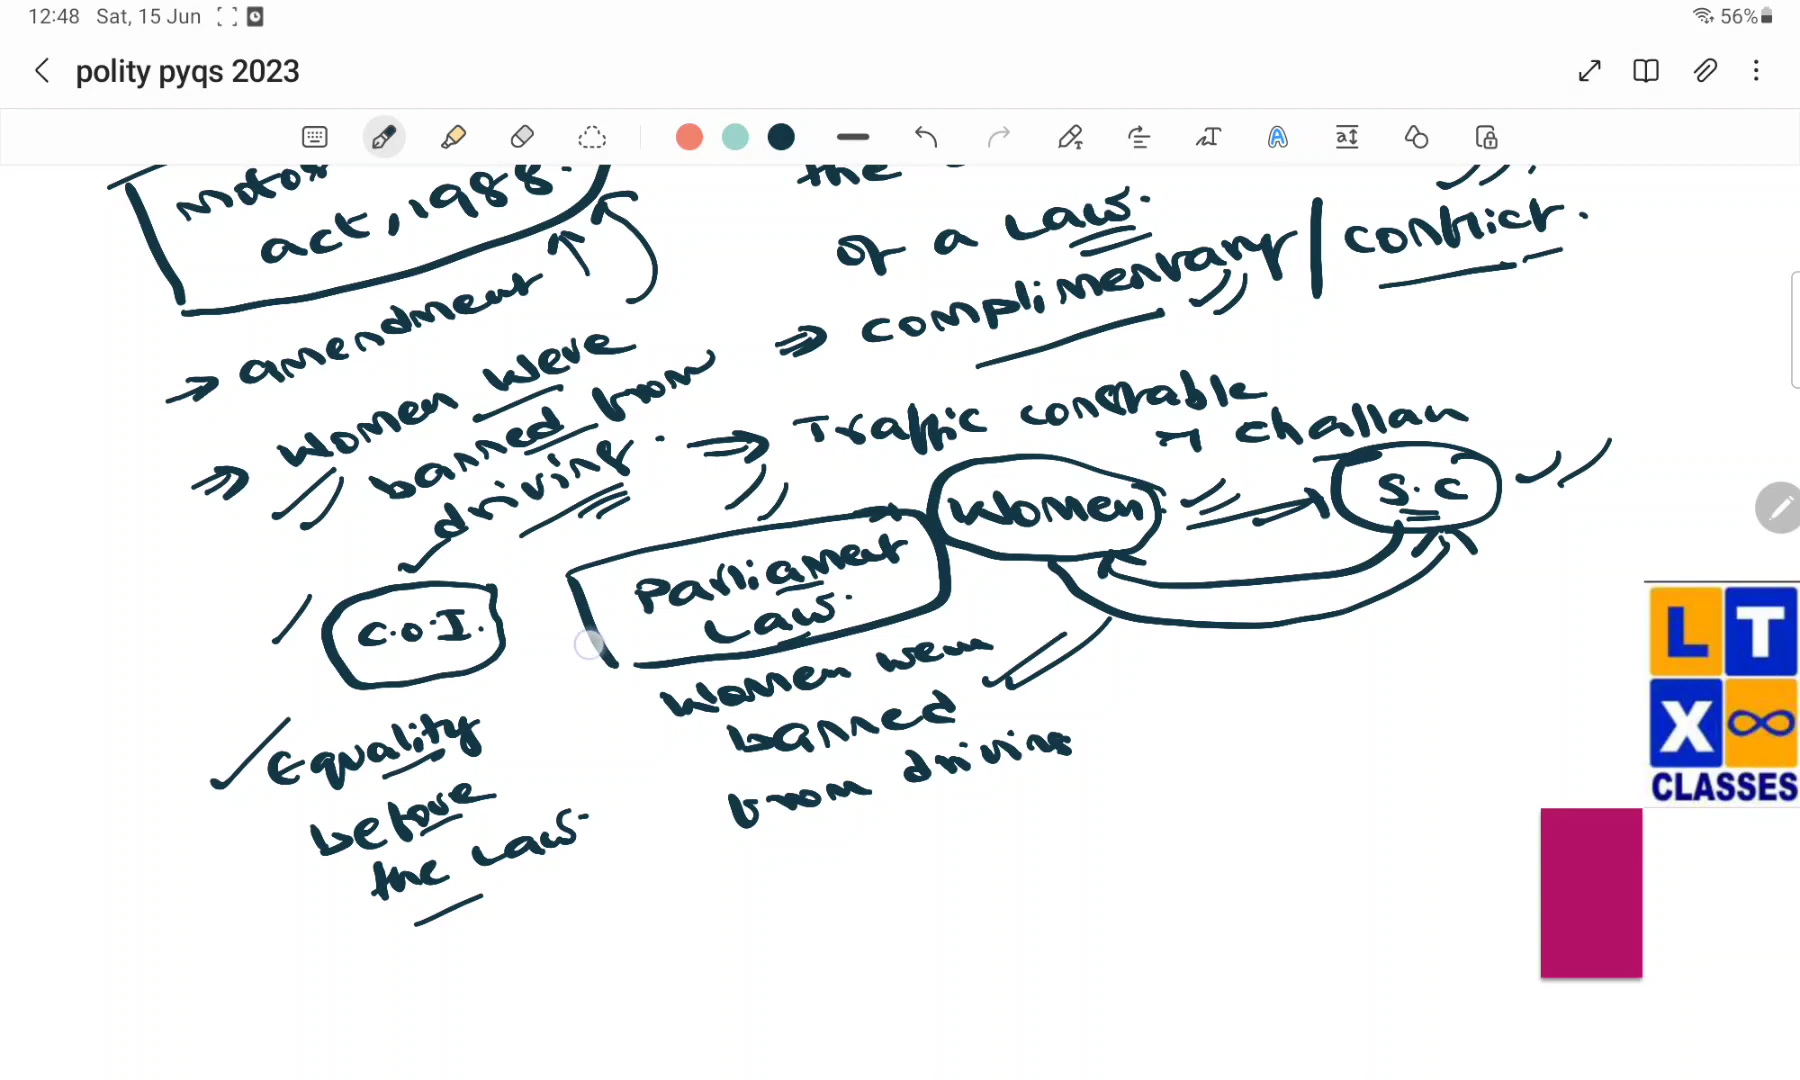 12:48 Sat, 15 Jun
56%
polity pyqs 2023
Motor
act, 1988.
→ amendment
⇒ Women were
banned from
driving.
the
of a Law.
⇒ complimentary / conflict.
⇒ Traffic constable
→ challan
Women
S.C
Parliament
Law.
C.O.I.
Women were
banned
from driving
Equality
before
the Law.
LT
X∞
CLASSES